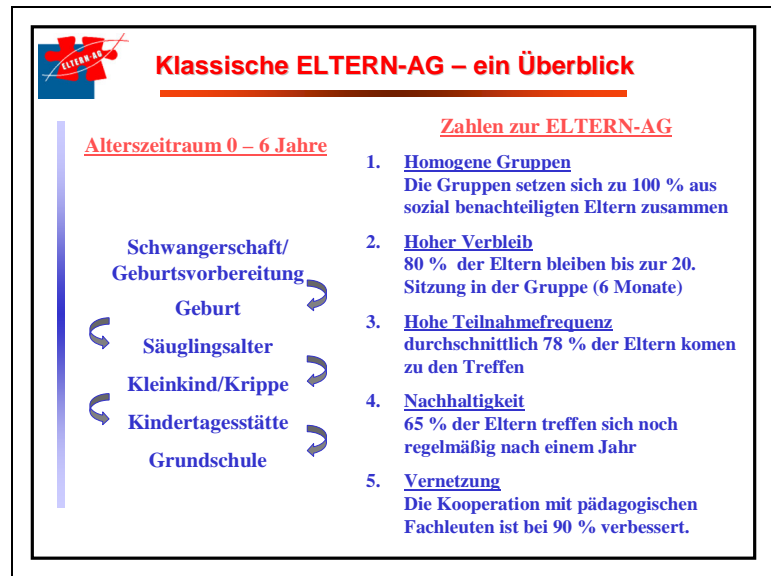 ELTERN-AG
Klassische ELTERN-AG – ein Überblick
Alterszeitraum 0 – 6 Jahre
Schwangerschaft/
Geburtsvorbereitung
Geburt
Säuglingsalter
Kleinkind/Krippe
Kindertagesstätte
Grundschule
Zahlen zur ELTERN-AG
1. Homogene Gruppen
Die Gruppen setzen sich zu 100 % aus
sozial benachteiligten Eltern zusammen
2. Hoher Verbleib
80 % der Eltern bleiben bis zur 20.
Sitzung in der Gruppe (6 Monate)
3. Hohe Teilnahmefrequenz
durchschnittlich 78 % der Eltern komen
zu den Treffen
4. Nachhaltigkeit
65 % der Eltern treffen sich noch
regelmäßig nach einem Jahr
5. Vernetzung
Die Kooperation mit pädagogischen
Fachleuten ist bei 90 % verbessert.